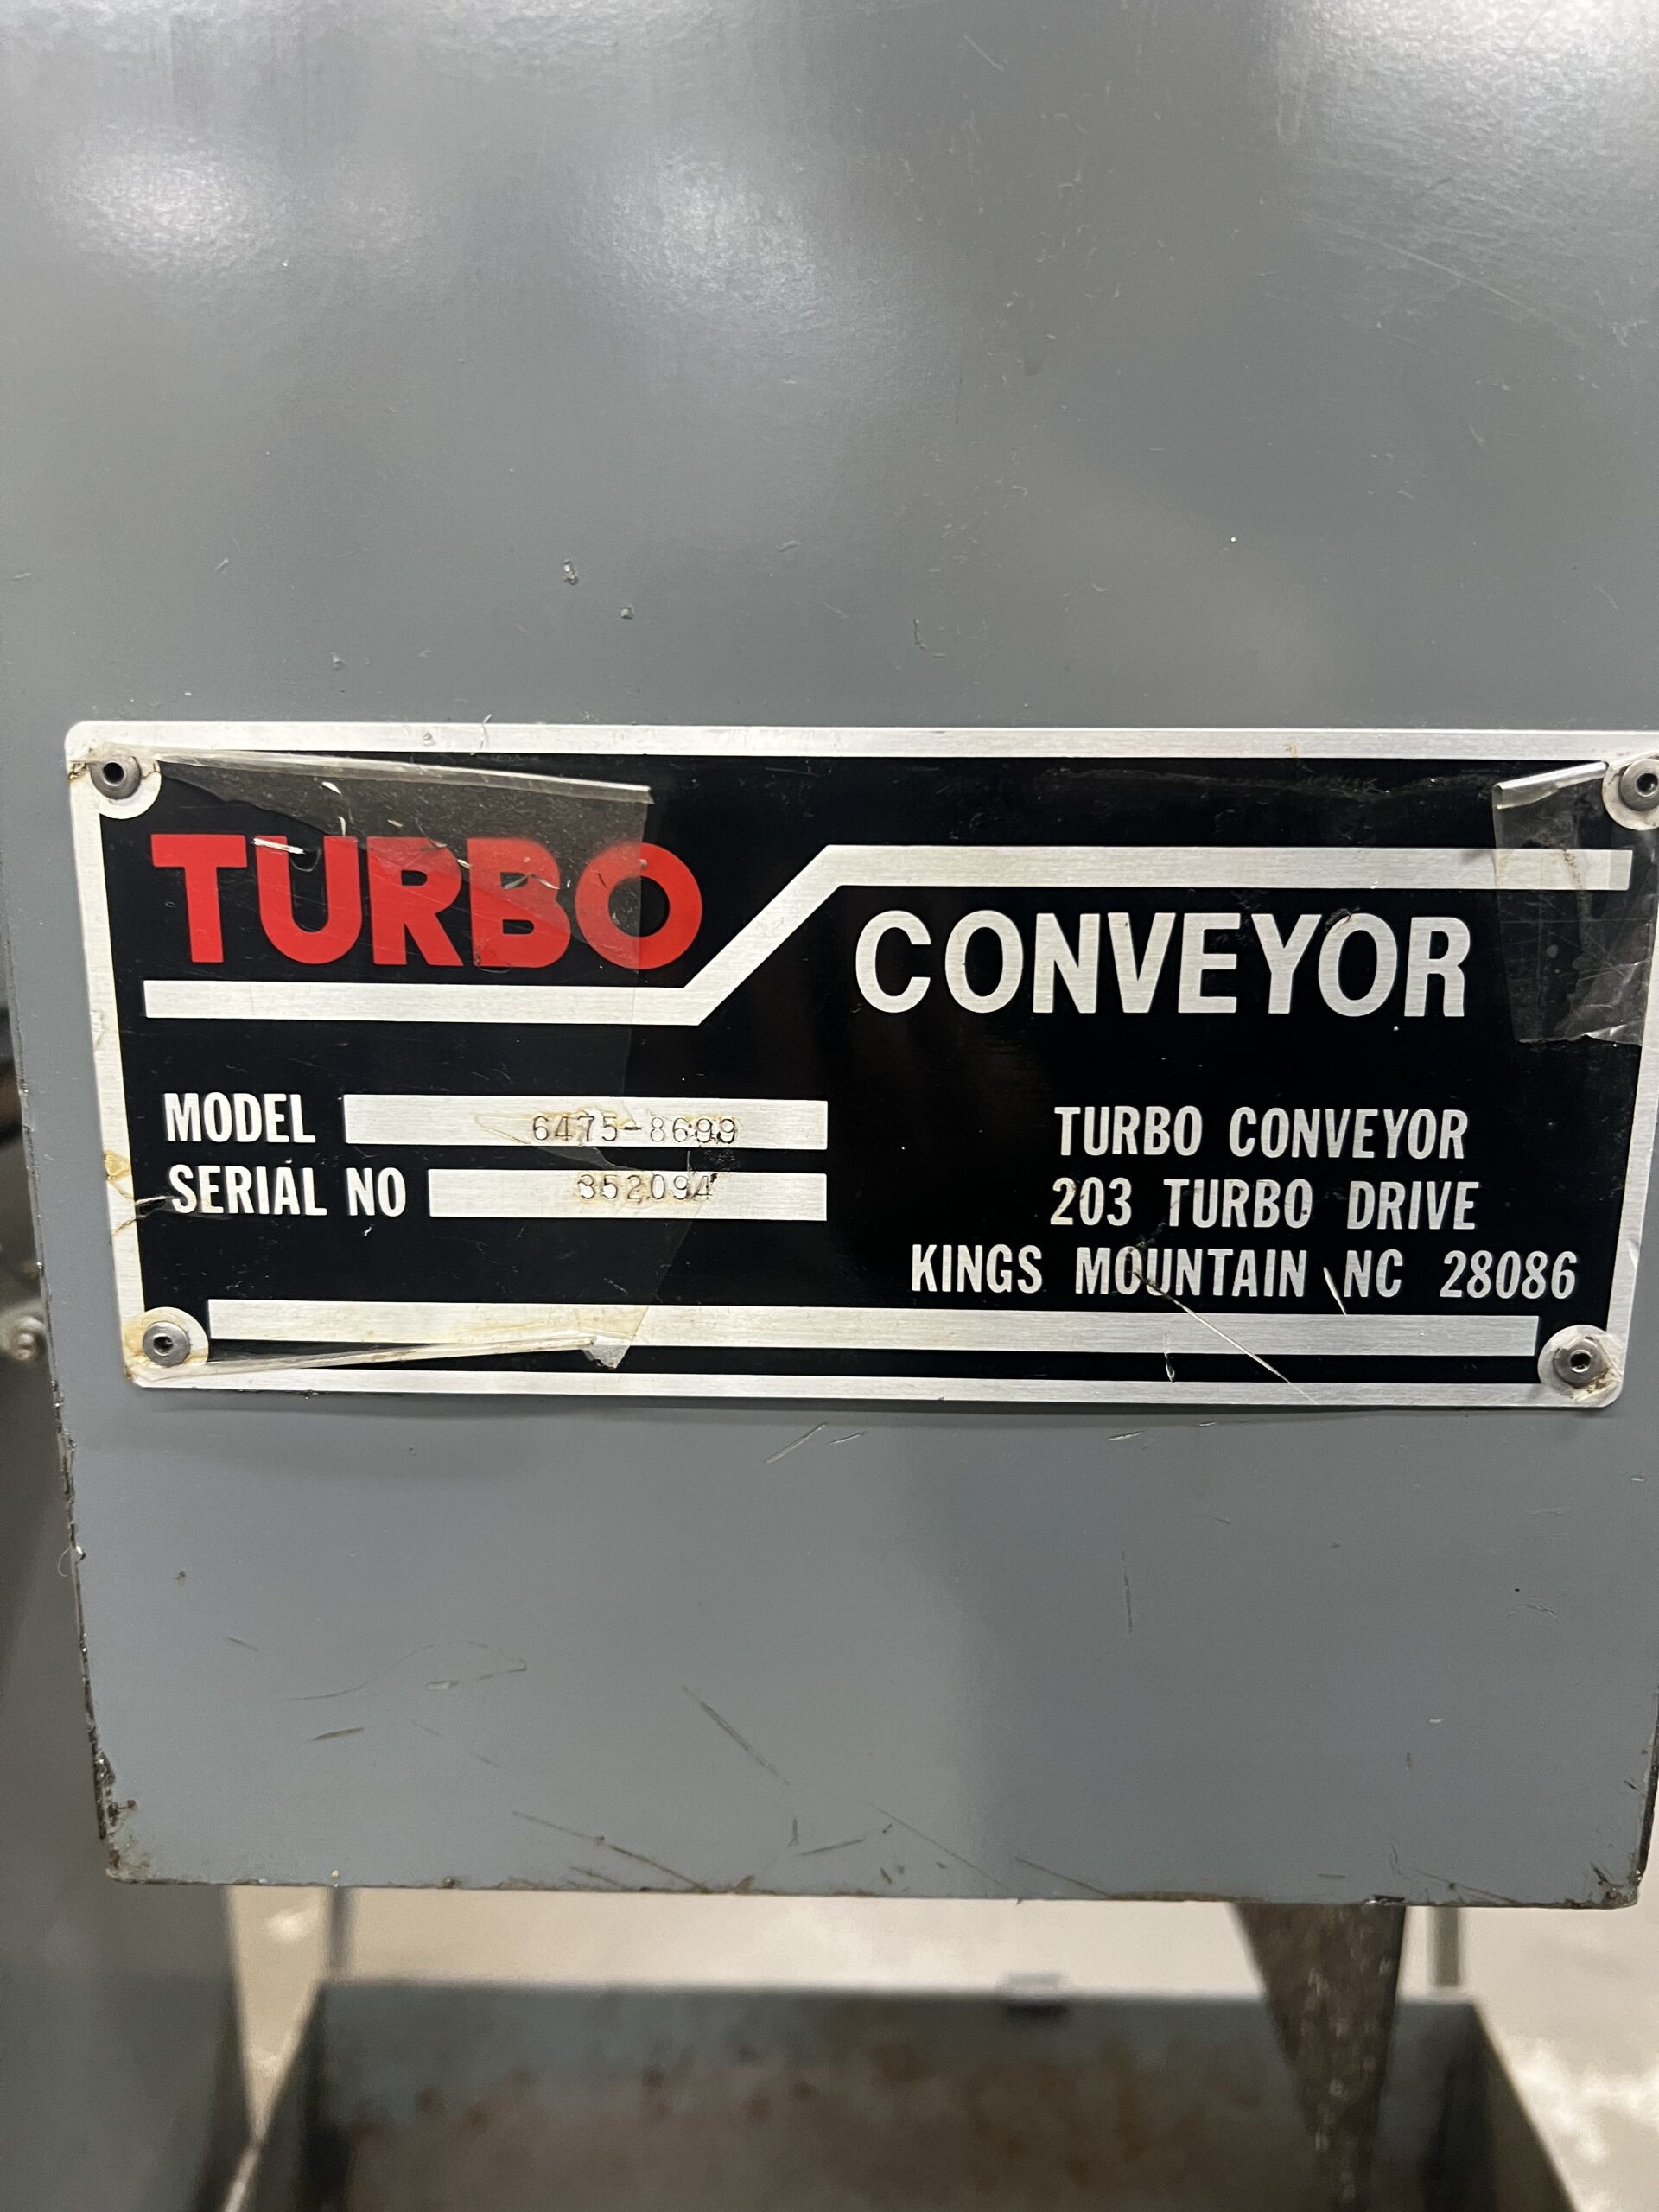 TURBO
CONVEYOR
MODEL 6475-8699
SERIAL NO 352094
TURBO CONVEYOR
203 TURBO DRIVE
KINGS MOUNTAIN NC 28086